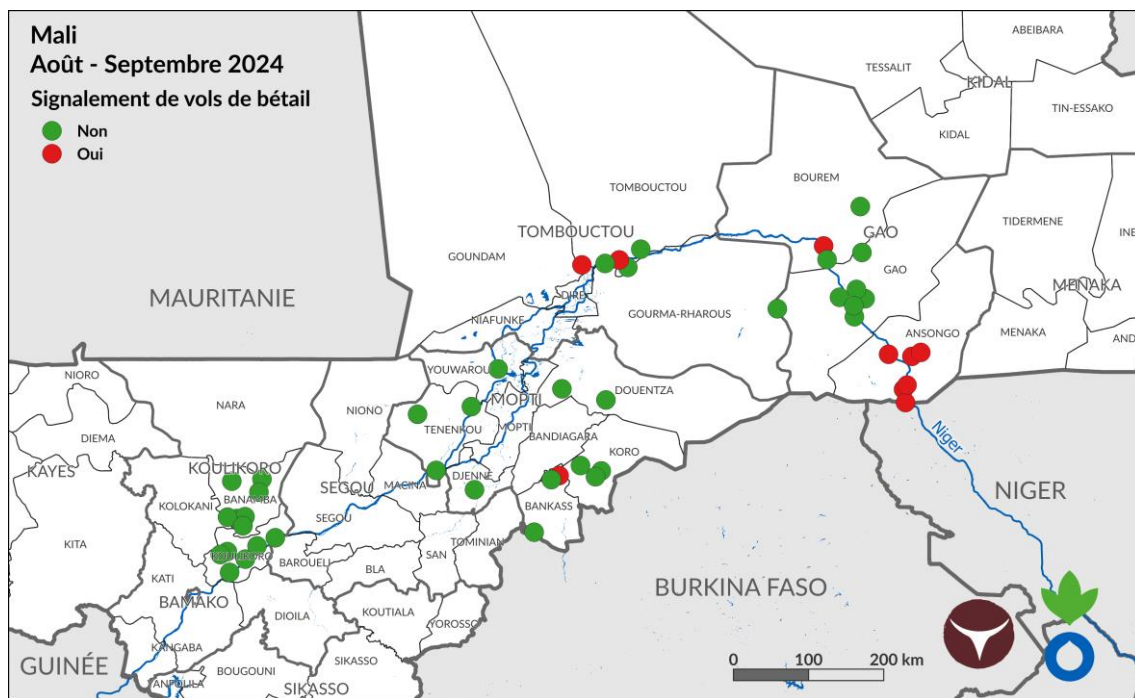 Mali
Août - Septembre 2024
Signalement de vols de bétail
Non
Oui
ABEIBARA
TESSALIT
KIDAL
TIN-ESSAKO
KIDAL
BOUREM
TOMBOUCTOU
TIDERMENE
TOMBOUCTOU
GAO
GOUNDAM
GAO
MENAKA
MAURITANIE
DIRE
GOURMA-RHAROUS
NIAFUNKE
ANSONGO
MENAKA
AND
YOUWAROU
NIORO
DOUENTZA
NARA
NIONO
MOPTI
TENENKOU
MOPTI
BANDIAGARA
Niger
DIEMA
KORO
KAYES
KOULIKORO
SEGOU
MACINA
DJENNE
NIGER
KOLOKANI
BANAMBA
BANKASS
SEGOU
KITA
TOMINIAN
KOULIKORO
BAROUELI
SAN
BLA
KATI
BURKINA FASO
BAMAKO
DIOILA
KOUTIALA
YOROSSO
KANGABA
GUINÉE
BOUGOUNI
SIKASSO
SIKASSO
0 100 200 km